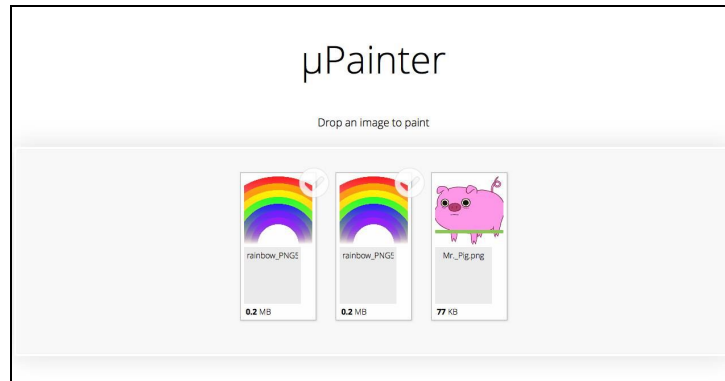 µPainter
Drop an image to paint
rainbow_PNG5
rainbow_PNG5
Mr._Pig.png
0.2 MB
0.2 MB
77 KB